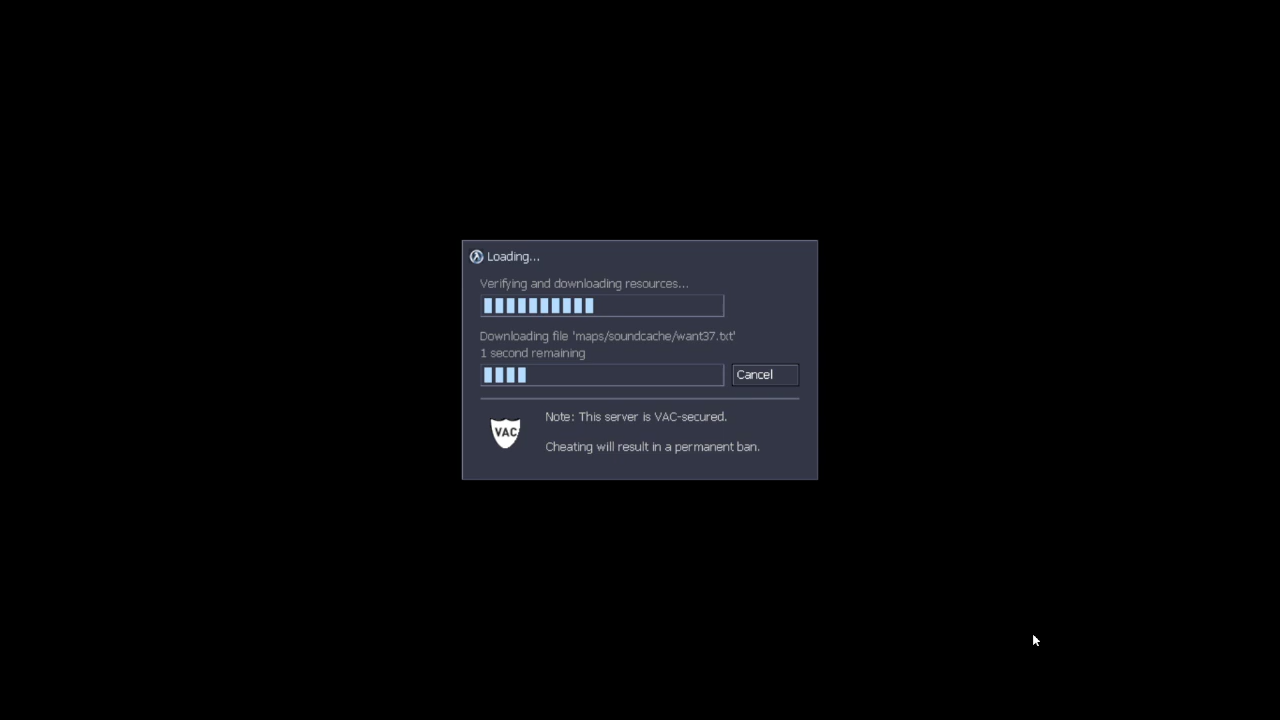 Loading...
Verifying and downloading resources...
Downloading file 'maps/soundcache/want37.txt'
1 second remaining
Cancel
VAC
Note: This server is VAC-secured.
Cheating will result in a permanent ban.